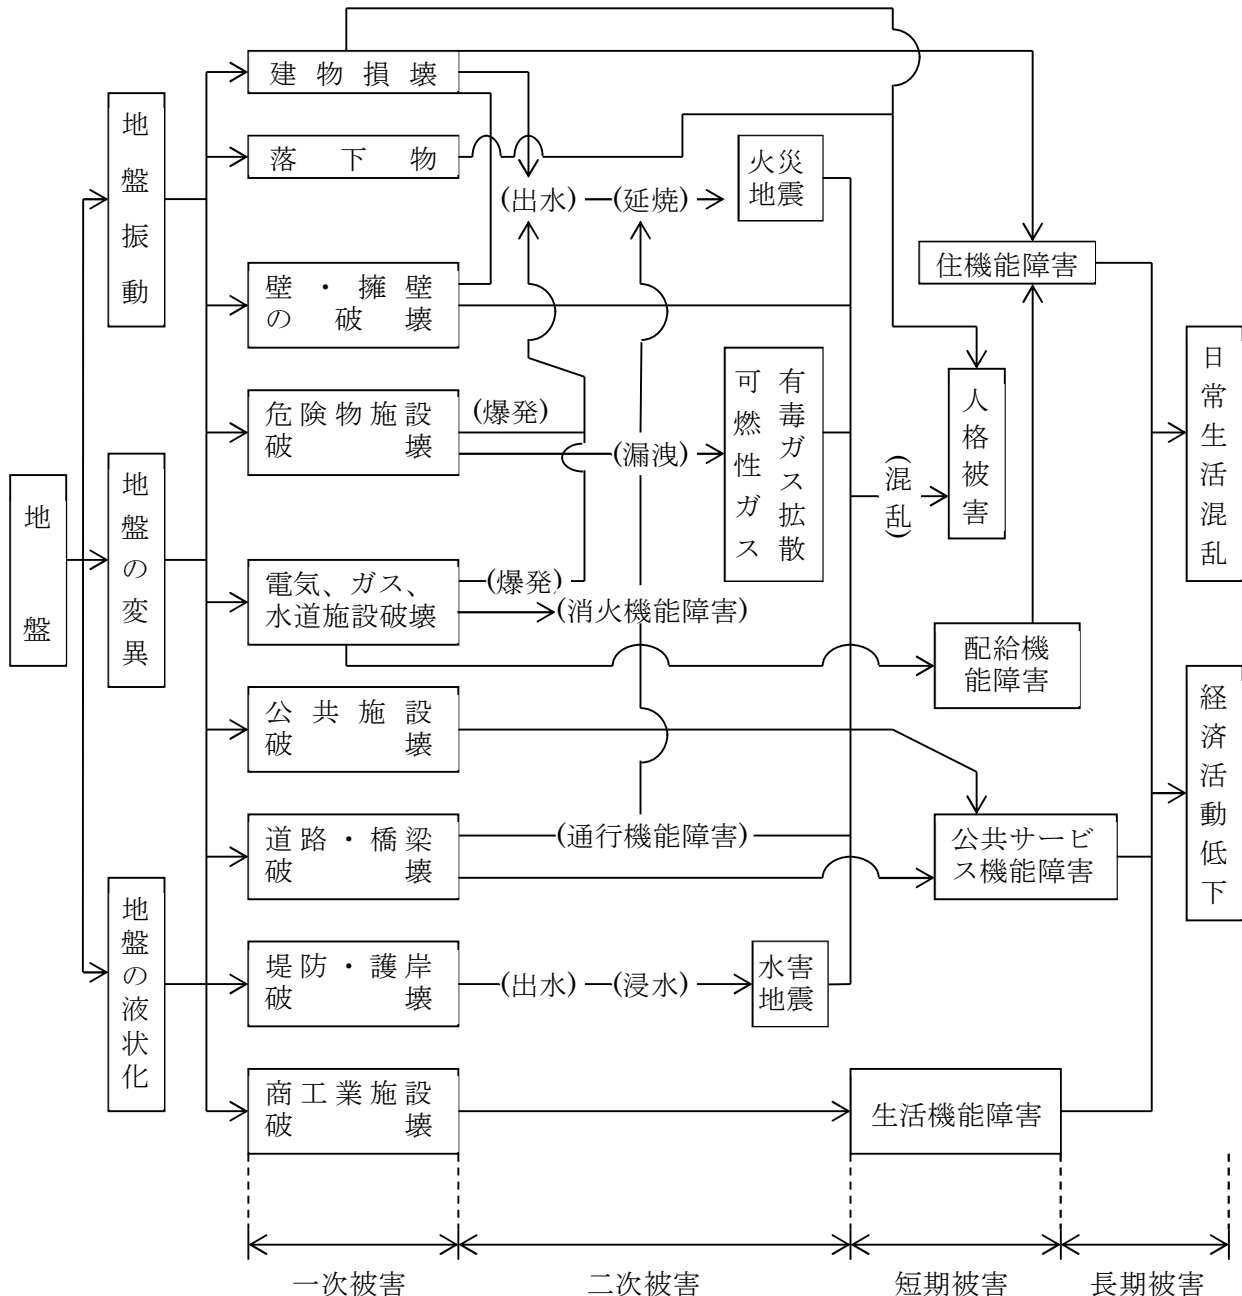 地盤
地盤振動
地盤の変異
地盤の液状化
建物損壊
落下物
壁・擁壁
の破壊
危険物施設
破壊
電気、ガス、
水道施設破壊
公共施設
破壊
道路・橋梁
破壊
堤防・護岸
破壊
商工業施設
破壊
(出水)
(延焼)
火災
地震
(爆発)
(漏洩)
有毒ガス拡散
可燃性ガス
(爆発)
(消火機能障害)
(通行機能障害)
(出水)
(浸水)
水害
地震
(混乱)
住機能障害
人格被害
配給機
能障害
公共サービ
ス機能障害
生活機能障害
日常生活混乱
経済活動低下
一次被害
二次被害
短期被害
長期被害